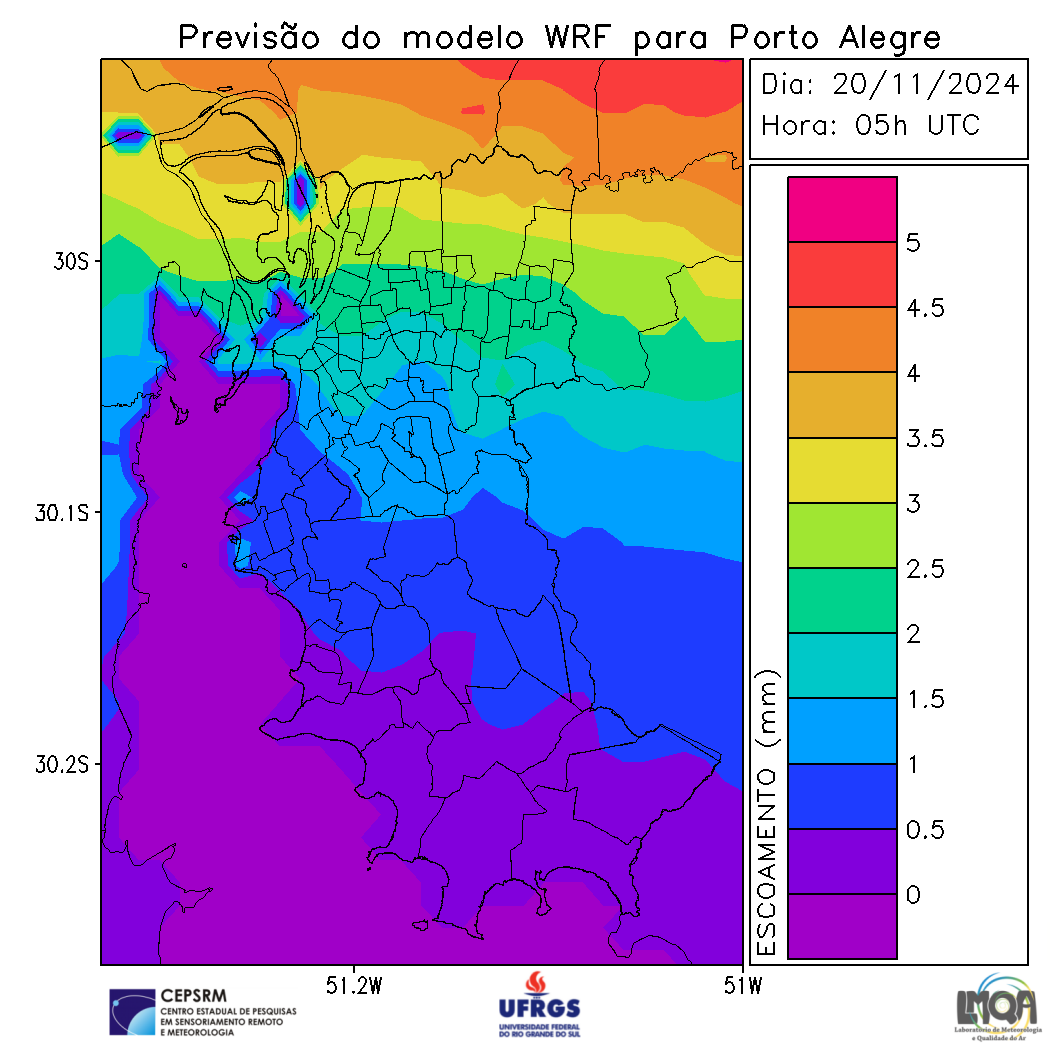 Previsão do modelo WRF para Porto Alegre
Dia: 20/11/2024
Hora: 05h UTC
30S
30.1S
30.2S
51.2W
51W
ESCOAMENTO (mm)
5
4.5
4
3.5
3
2.5
2
1.5
1
0.5
0
CEPSRM
CENTRO ESTADUAL DE PESQUISAS
EM SENSORIAMENTO REMOTO
E METEOROLOGIA
UFRGS
UNIVERSIDADE FEDERAL
DO RIO GRANDE DO SUL
LMQA
Laboratório de Meteorologia
e Qualidade do Ar